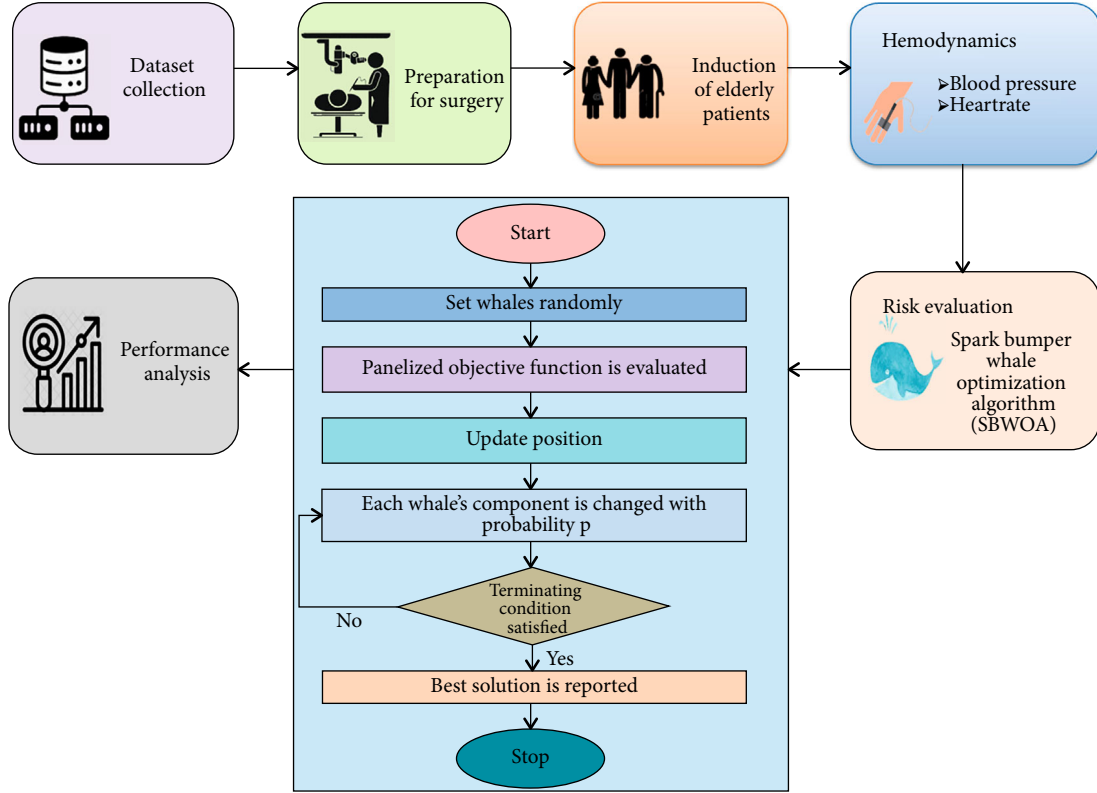 Dataset
collection
Preparation
for surgery
Induction
of elderly
patients
Hemodynamics
➢Blood pressure
➢Heartrate
Risk evaluation
Spark bumper
whale
optimization
algorithm
(SBWOA)
Start
Set whales randomly
Panelized objective function is evaluated
Update position
Each whale's component is changed with
probability p
Terminating
condition
satisfied
No
Yes
Best solution is reported
Stop
Performance
analysis